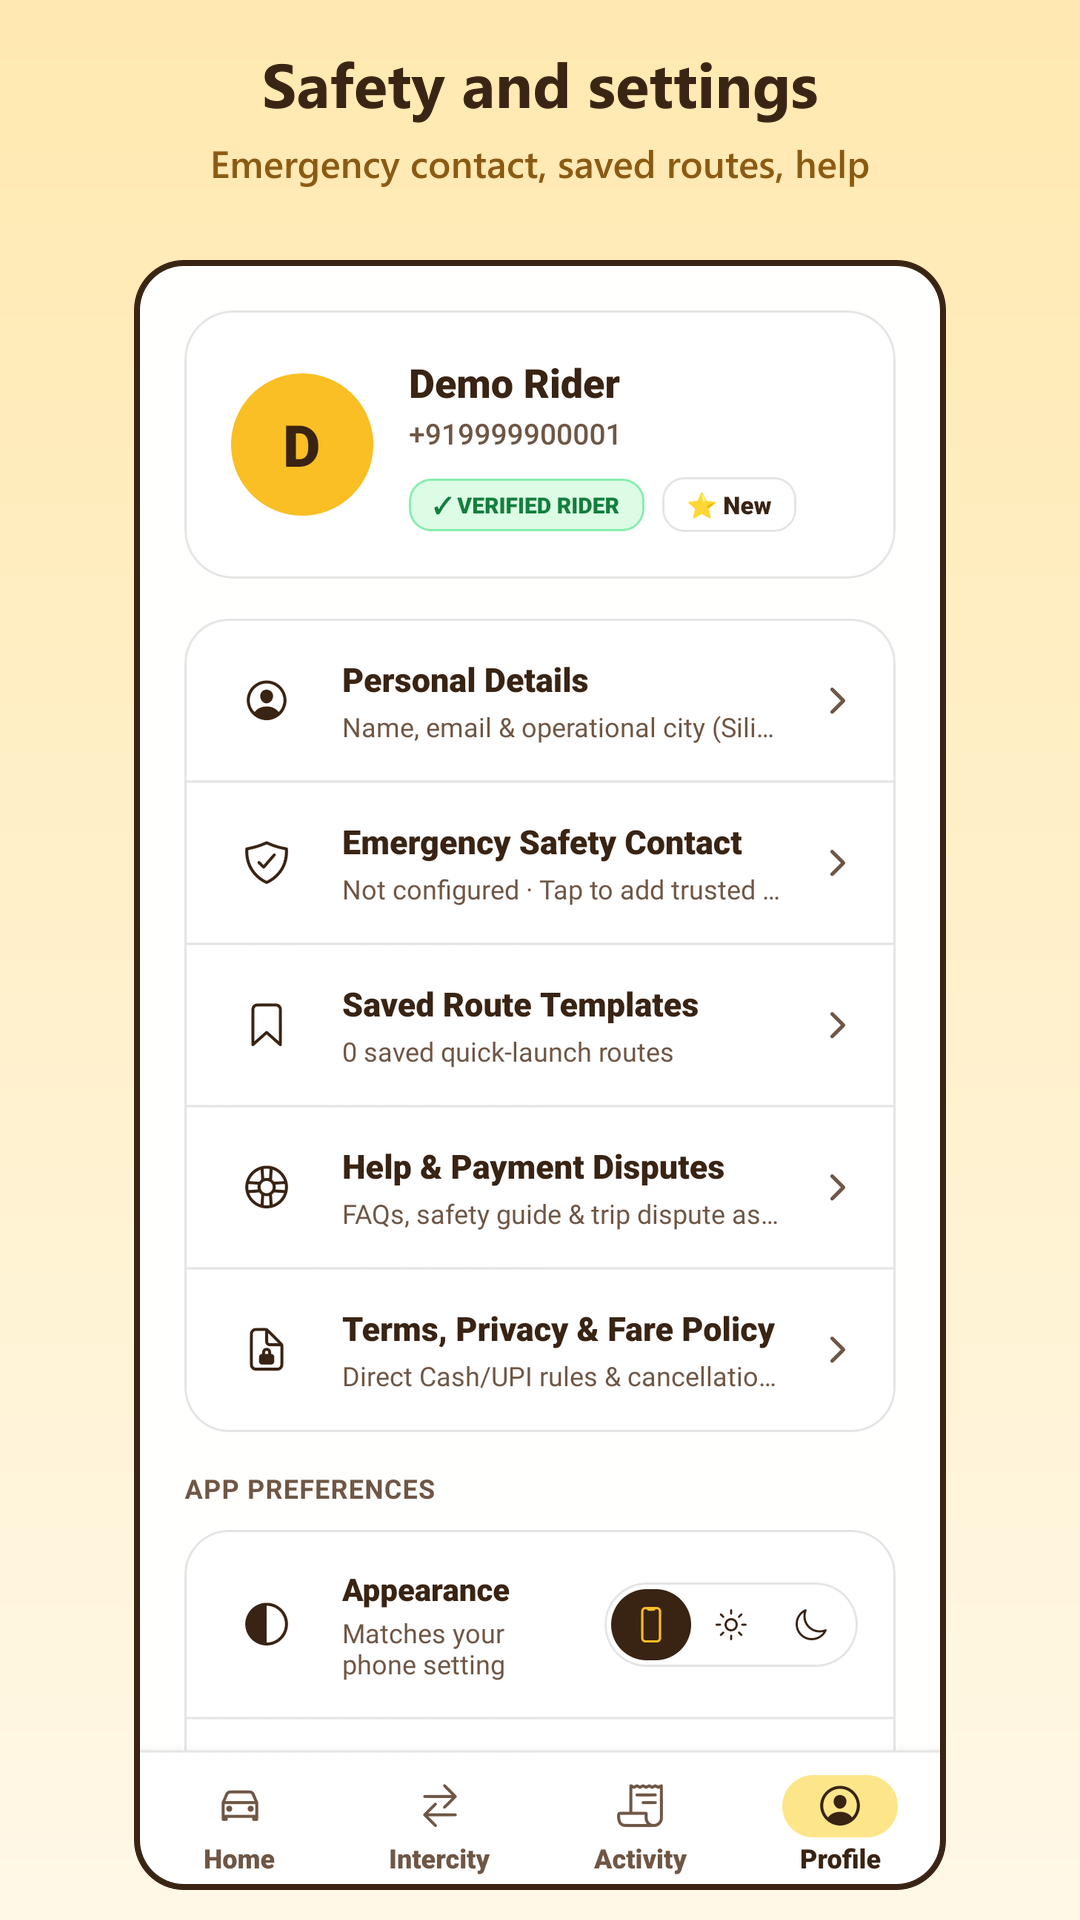 Safety and settings
Emergency contact, saved routes, help
D
Demo Rider
+919999900001
✓ VERIFIED RIDER
⭐ New
Personal Details
Name, email & operational city (Sili...
Emergency Safety Contact
Not configured · Tap to add trusted ...
Saved Route Templates
0 saved quick-launch routes
Help & Payment Disputes
FAQs, safety guide & trip dispute as...
Terms, Privacy & Fare Policy
Direct Cash/UPI rules & cancellatio...
APP PREFERENCES
Appearance
Matches your
phone setting
Home
Intercity
Activity
Profile